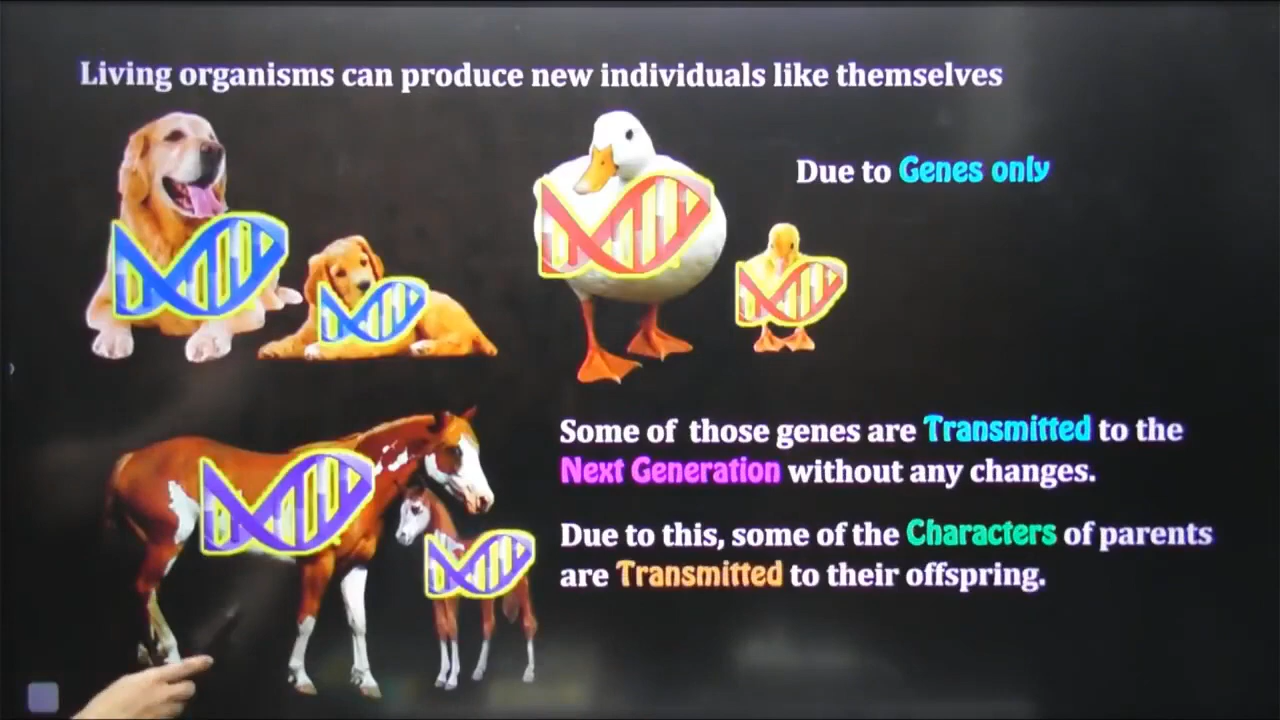 Living organisms can produce new individuals like themselves
Due to Genes only
Some of those genes are Transmitted to the
Next Generation without any changes.
Due to this, some of the Characters of parents
are Transmitted to their offspring.